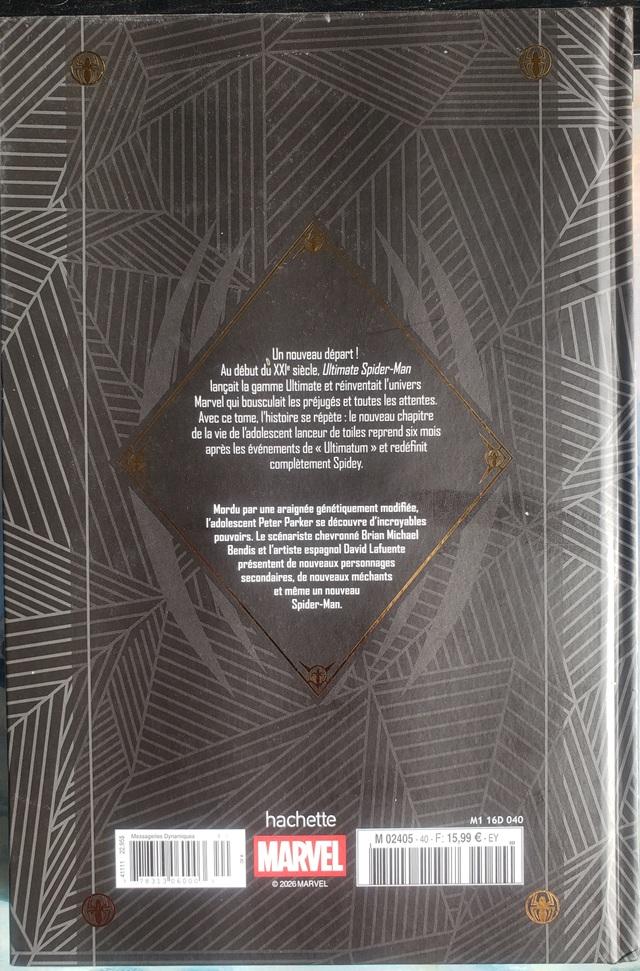 Un nouveau départ !
Au début du XXIe siècle, Ultimate Spider-Man
lançait la gamme Ultimate et réinventait l'univers
Marvel qui bousculait les préjugés et toutes les attentes.
Avec ce tome, l'histoire se répète : le nouveau chapitre
de la vie de l'adolescent lanceur de toiles reprend six mois
après les événements de « Ultimatum » et redéfinit
complètement Spidey.
Mordu par une araignée génétiquement modifiée,
l'adolescent Peter Parker se découvre d'incroyables
pouvoirs. Le scénariste chevronné Brian Michael
Bendis et l'artiste espagnol David Lafuente
présentent de nouveaux personnages
secondaires, de nouveaux méchants
et même un nouveau
Spider-Man.
hachette
MARVEL
© 2026 MARVEL
Messageries Dynamiques
41111 22,95$
78313 06000
M1 16D 040
M 02405 - 40 - F: 15,99 € - EY